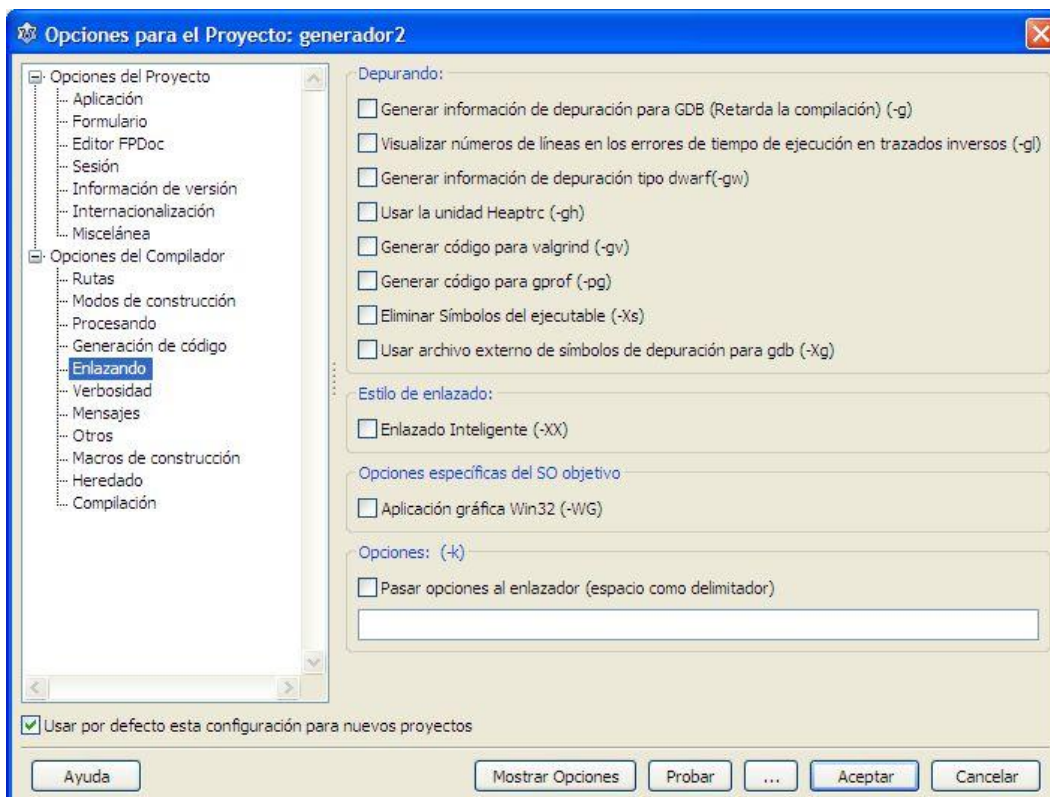 Opciones para el Proyecto: generador2
Opciones del Proyecto
Aplicación
Formulario
Editor FPDoc
Sesión
Información de versión
Internacionalización
Miscelánea
Opciones del Compilador
Rutas
Modos de construcción
Procesando
Generación de código
Enlazando
Verbosidad
Mensajes
Otros
Macros de construcción
Heredado
Compilación
Depurando:
Generar información de depuración para GDB (Retarda la compilación) (-g)
Visualizar números de líneas en los errores de tiempo de ejecución en trazados inversos (-gl)
Generar información de depuración tipo dwarf(-gw)
Usar la unidad Heaptrc (-gh)
Generar código para valgrind (-gv)
Generar código para gprof (-pg)
Eliminar Símbolos del ejecutable (-Xs)
Usar archivo externo de símbolos de depuración para gdb (-Xg)
Estilo de enlazado:
Enlazado Inteligente (-XX)
Opciones específicas del SO objetivo
Aplicación gráfica Win32 (-WG)
Opciones: (-k)
Pasar opciones al enlazador (espacio como delimitador)
Usar por defecto esta configuración para nuevos proyectos
Ayuda
Mostrar Opciones
Probar
...
Aceptar
Cancelar